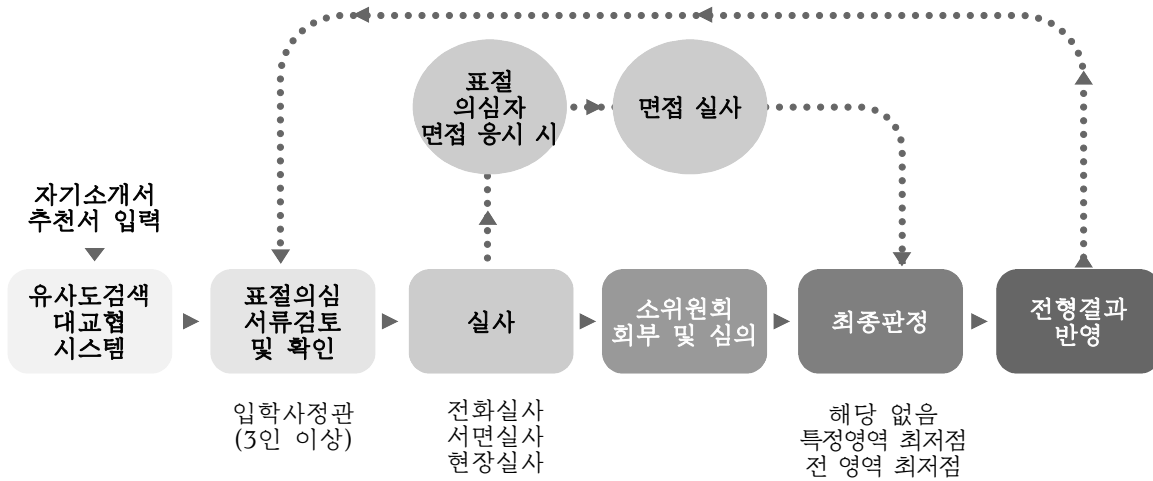 표절
의심자
면접 응시 시
면접 실사
자기소개서
추천서 입력
유사도검색
대교협
시스템
표절의심
서류검토
및 확인
실사
소위원회
회부 및 심의
최종판정
전형결과
반영
입학사정관
(3인 이상)
전화실사
서면실사
현장실사
해당 없음
특정영역 최저점
전 영역 최저점